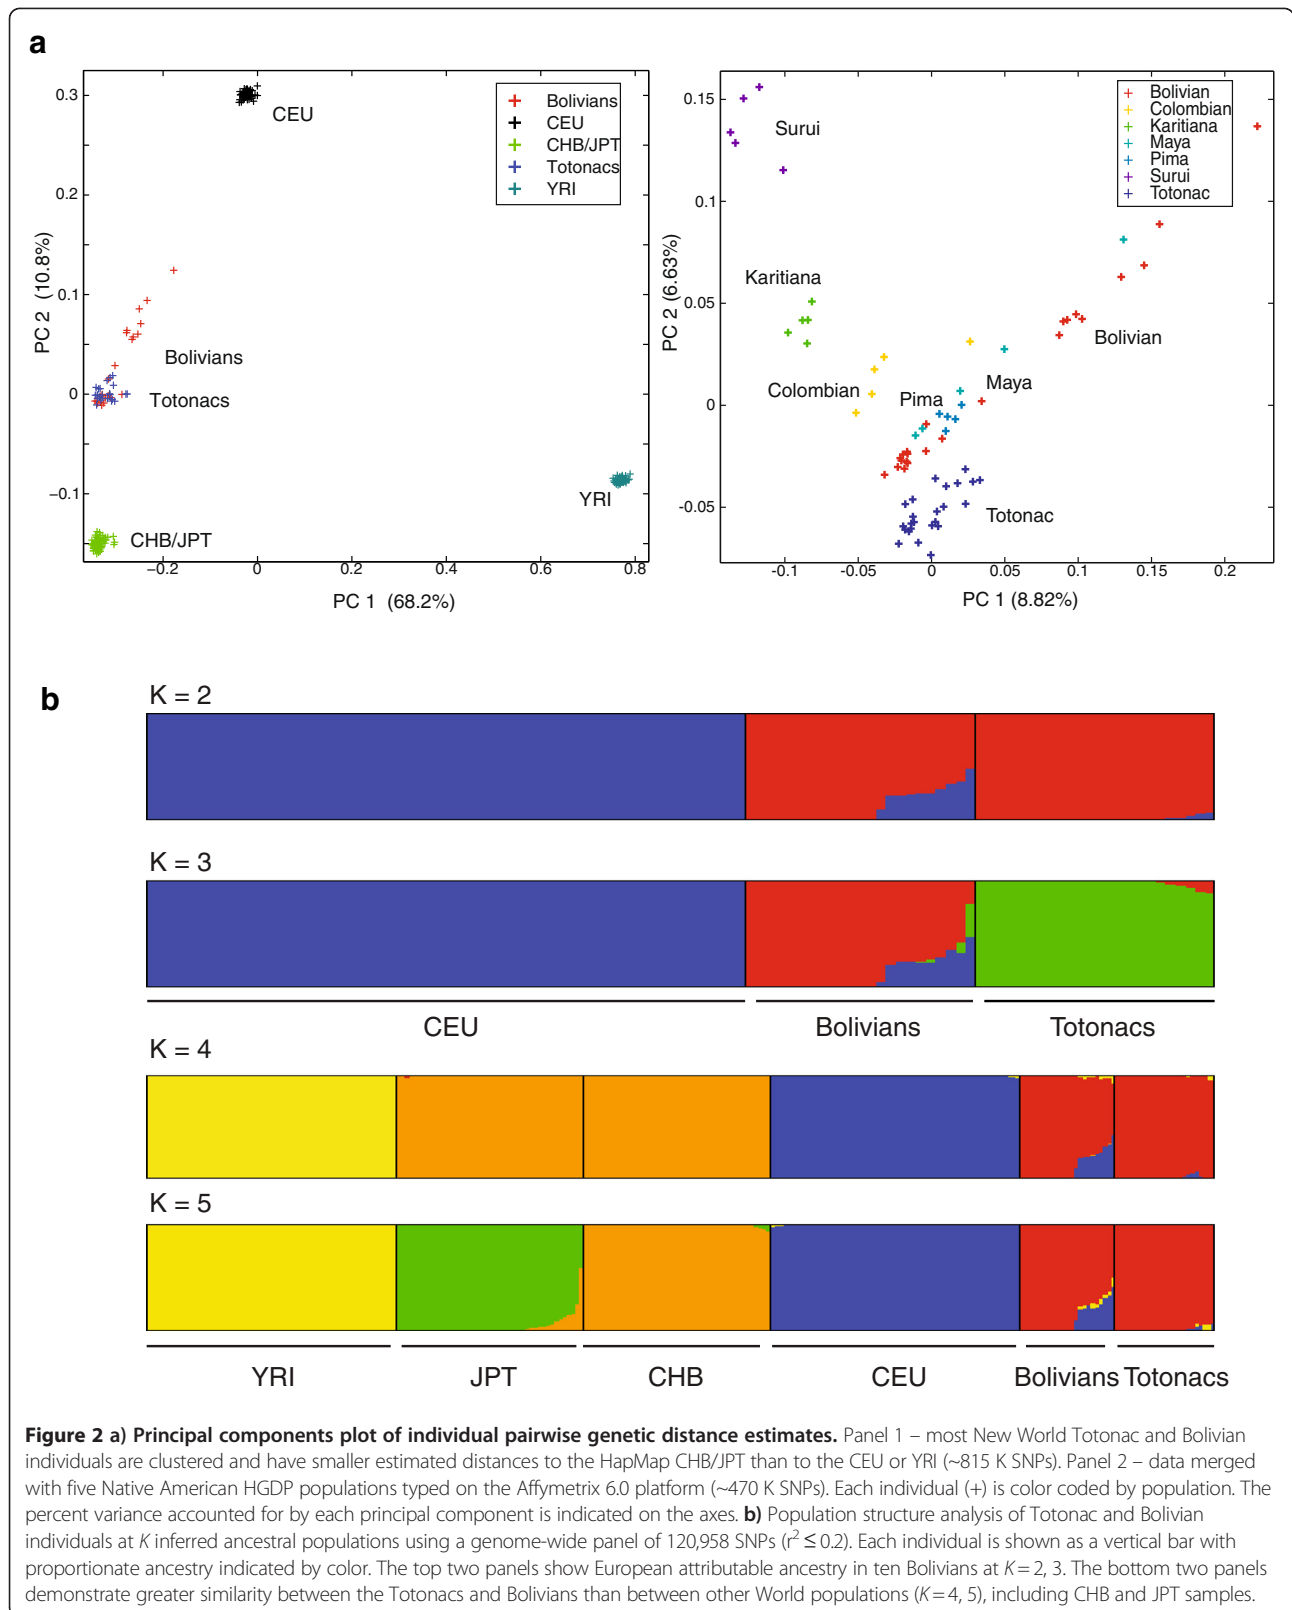 a
0.3
0.2
0.1
0
−0.1
PC 2 (10.8%)
CEU
Bolivians
Totonacs
CHB/JPT
YRI
Bolivians
CEU
CHB/JPT
Totonacs
YRI
−0.2
0
0.2
0.4
0.6
0.8
PC 1 (68.2%)
0.15
0.1
0.05
0
-0.05
PC 2 (6.63%)
Surui
Karitiana
Colombian
Pima
Maya
Bolivian
Totonac
Bolivian
Colombian
Karitiana
Maya
Pima
Surui
Totonac
-0.1
-0.05
0
0.05
0.1
0.15
0.2
PC 1 (8.82%)
b
K = 2
K = 3
CEU
Bolivians
Totonacs
K = 4
K = 5
YRI
JPT
CHB
CEU
Bolivians
Totonacs
Figure 2 a) Principal components plot of individual pairwise genetic distance estimates. Panel 1 – most New World Totonac and Bolivian
individuals are clustered and have smaller estimated distances to the HapMap CHB/JPT than to the CEU or YRI (~815 K SNPs). Panel 2 – data merged
with five Native American HGDP populations typed on the Affymetrix 6.0 platform (~470 K SNPs). Each individual (+) is color coded by population. The
percent variance accounted for by each principal component is indicated on the axes. b) Population structure analysis of Totonac and Bolivian
individuals at K inferred ancestral populations using a genome-wide panel of 120,958 SNPs (r² ≤ 0.2). Each individual is shown as a vertical bar with
proportionate ancestry indicated by color. The top two panels show European attributable ancestry in ten Bolivians at K = 2, 3. The bottom two panels
demonstrate greater similarity between the Totonacs and Bolivians than between other World populations (K = 4, 5), including CHB and JPT samples.